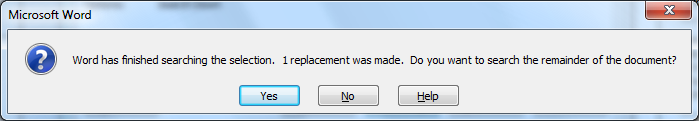 Microsoft Word
Word has finished searching the selection.  1 replacement was made.  Do you want to search the remainder of the document?
Yes
No
Help